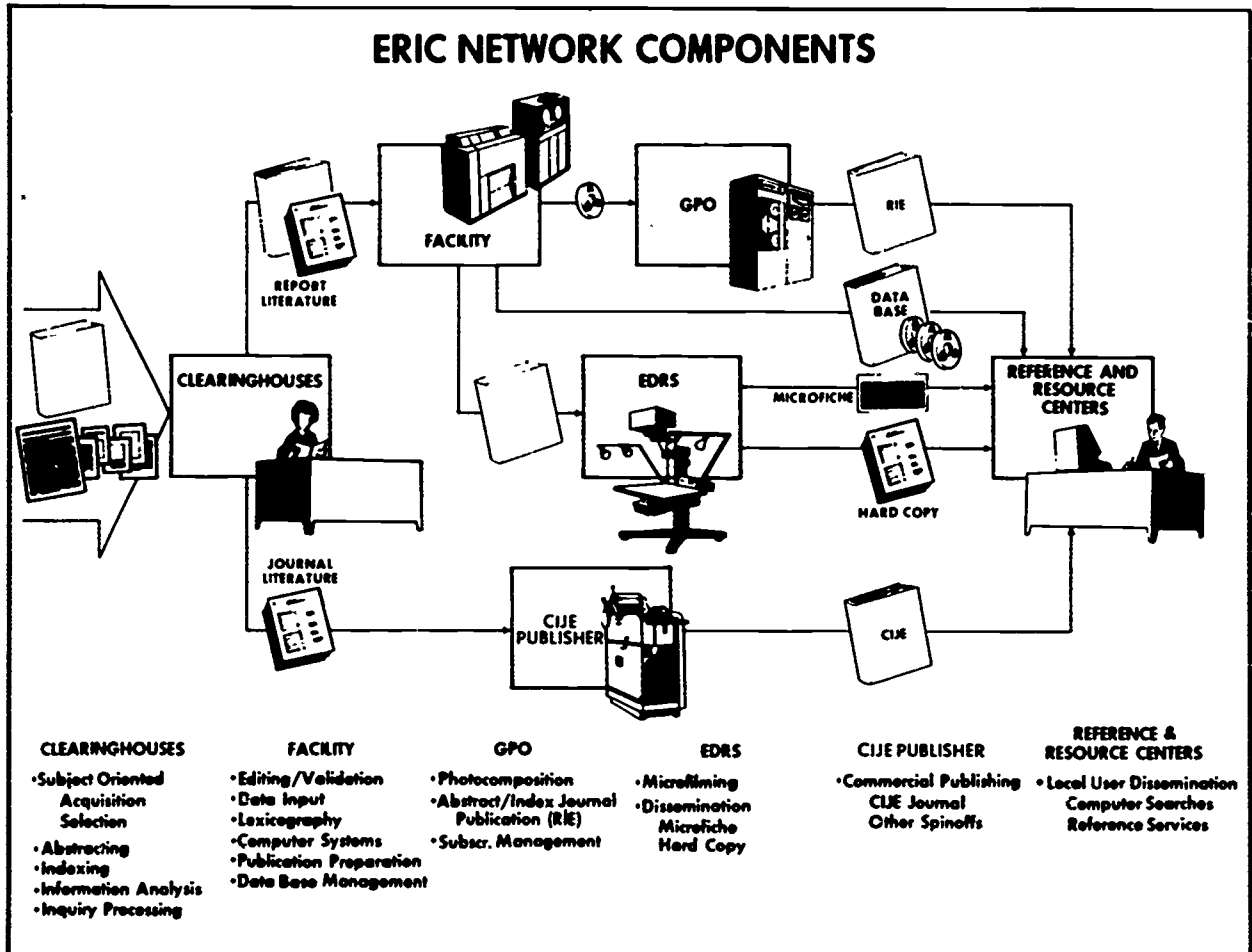 ERIC NETWORK COMPONENTS
REPORT
LITERATURE
FACILITY
GPO
RIE
DATA
BASE
CLEARINGHOUSES
EDRS
MICROFICHE
REFERENCE AND
RESOURCE
CENTERS
HARD COPY
JOURNAL
LITERATURE
CIJE
PUBLISHER
CIJE
CLEARINGHOUSES
•Subject Oriented
Acquisition
Selection
•Abstracting
•Indexing
•Information Analysis
•Inquiry Processing
FACILITY
•Editing/Validation
•Data Input
•Lexicography
•Computer Systems
•Publication Preparation
•Data Base Management
GPO
•Photocomposition
•Abstract/Index Journal
Publication (RIE)
•Subscr. Management
EDRS
•Microfilming
•Dissemination
Microfiche
Hard Copy
CIJE PUBLISHER
•Commercial Publishing
CIJE Journal
Other Spinoffs
REFERENCE &
RESOURCE CENTERS
•Local User Dissemination
Computer Searches
Reference Services